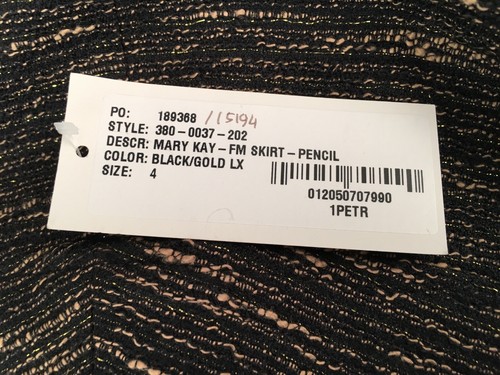 PO: 189368 /15194
STYLE: 380-0037-202
DESCR: MARY KAY-FM SKIRT-PENCIL
COLOR: BLACK/GOLD LX
SIZE: 4
012050707990
1PETR